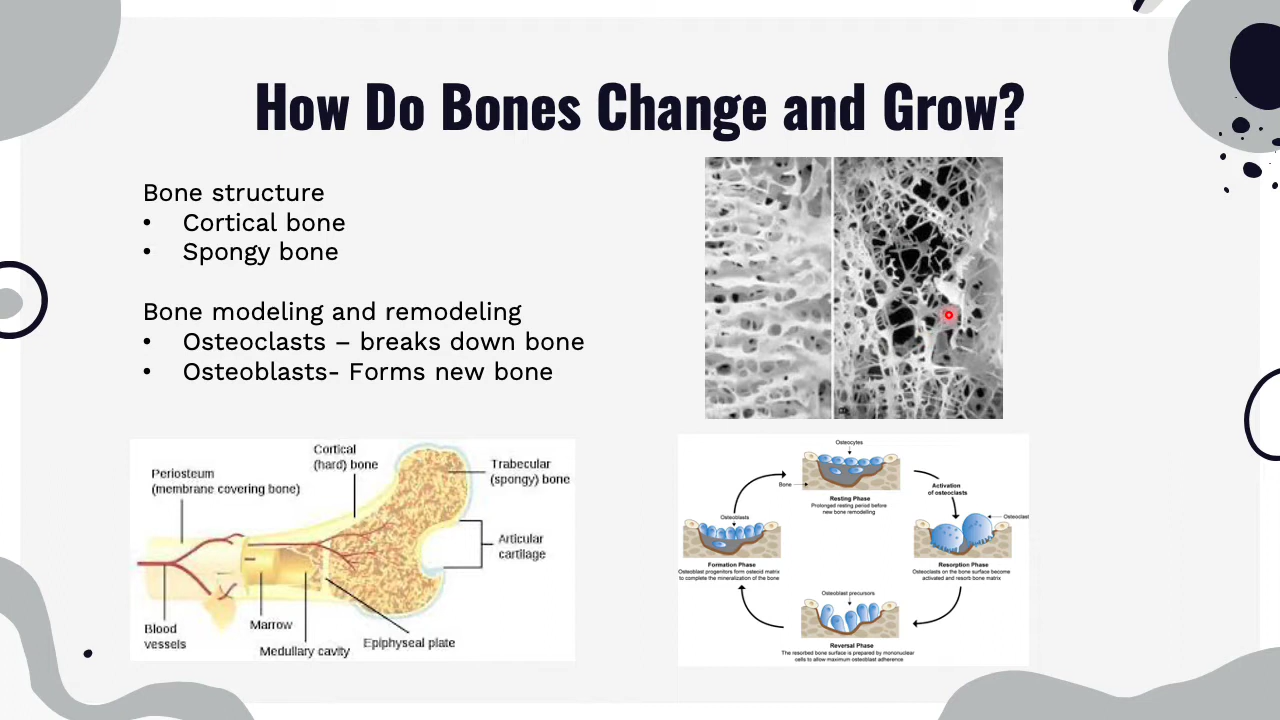 How Do Bones Change and Grow?
Bone structure
• Cortical bone
• Spongy bone
Bone modeling and remodeling
• Osteoclasts – breaks down bone
• Osteoblasts- Forms new bone
Cortical
(hard) bone
Trabecular
(spongy) bone
Periosteum
(membrane covering bone)
Articular
cartilage
Blood
vessels
Marrow
Medullary cavity
Epiphyseal plate
Osteocytes
Bone
Resting Phase
Prolonged resting period before
new bone remodelling
Activation
of osteoclasts
Osteoclast
Resorption Phase
Osteoclasts on the bone surface become
activated and resorb bone matrix
Osteoblasts
Formation Phase
Osteoblast progenitors form osteoid matrix
to complete the mineralization of the bone
Osteoblast precursors
Reversal Phase
The resorbed bone surface is prepared by mononuclear
cells to allow maximum osteoblast adherence